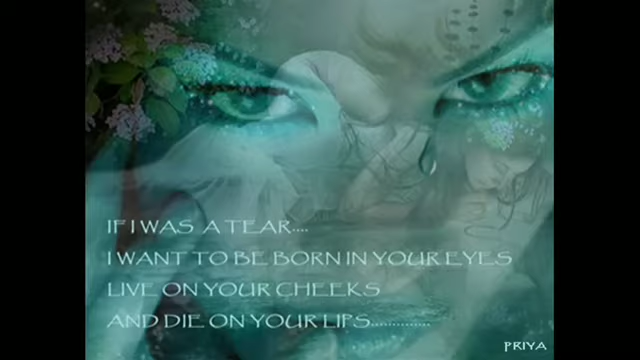 IF I WAS A TEAR....
I WANT TO BE BORN IN YOUR EYES
LIVE ON YOUR CHEEKS
AND DIE ON YOUR LIPS..............
PRIYA